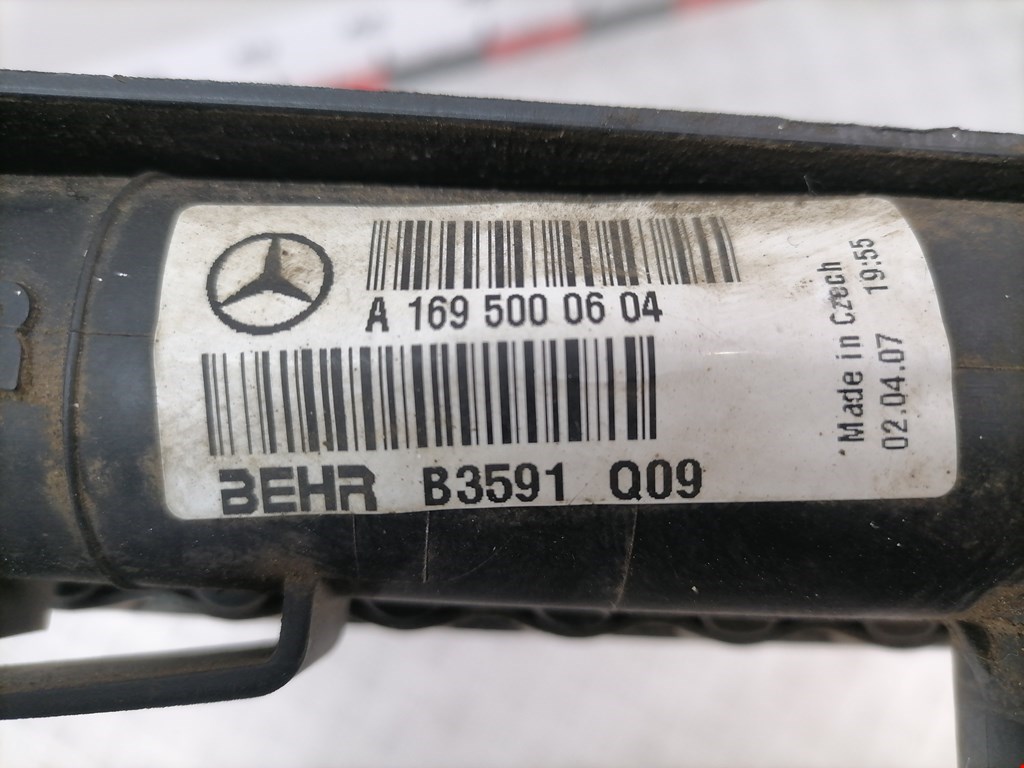 A 169 500 06 04
BEHR B3591 Q09
Made in Czech
02.04.07 19:55